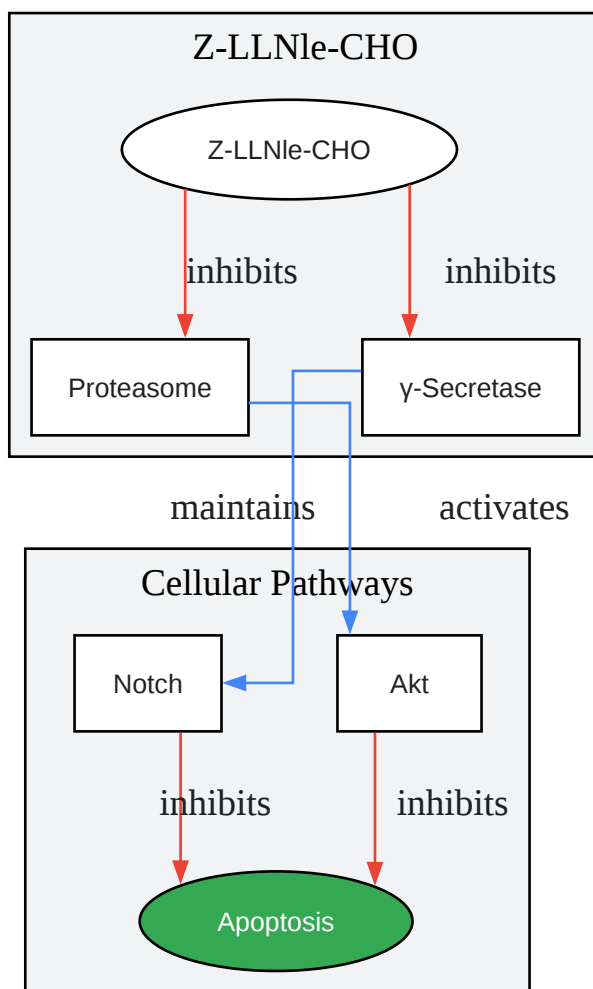 Z-LLNle-CHO
Z-LLNle-CHO
inhibits
inhibits
Proteasome
γ-Secretase
maintains
activates
Cellular Pathways
Notch
Akt
inhibits
inhibits
Apoptosis